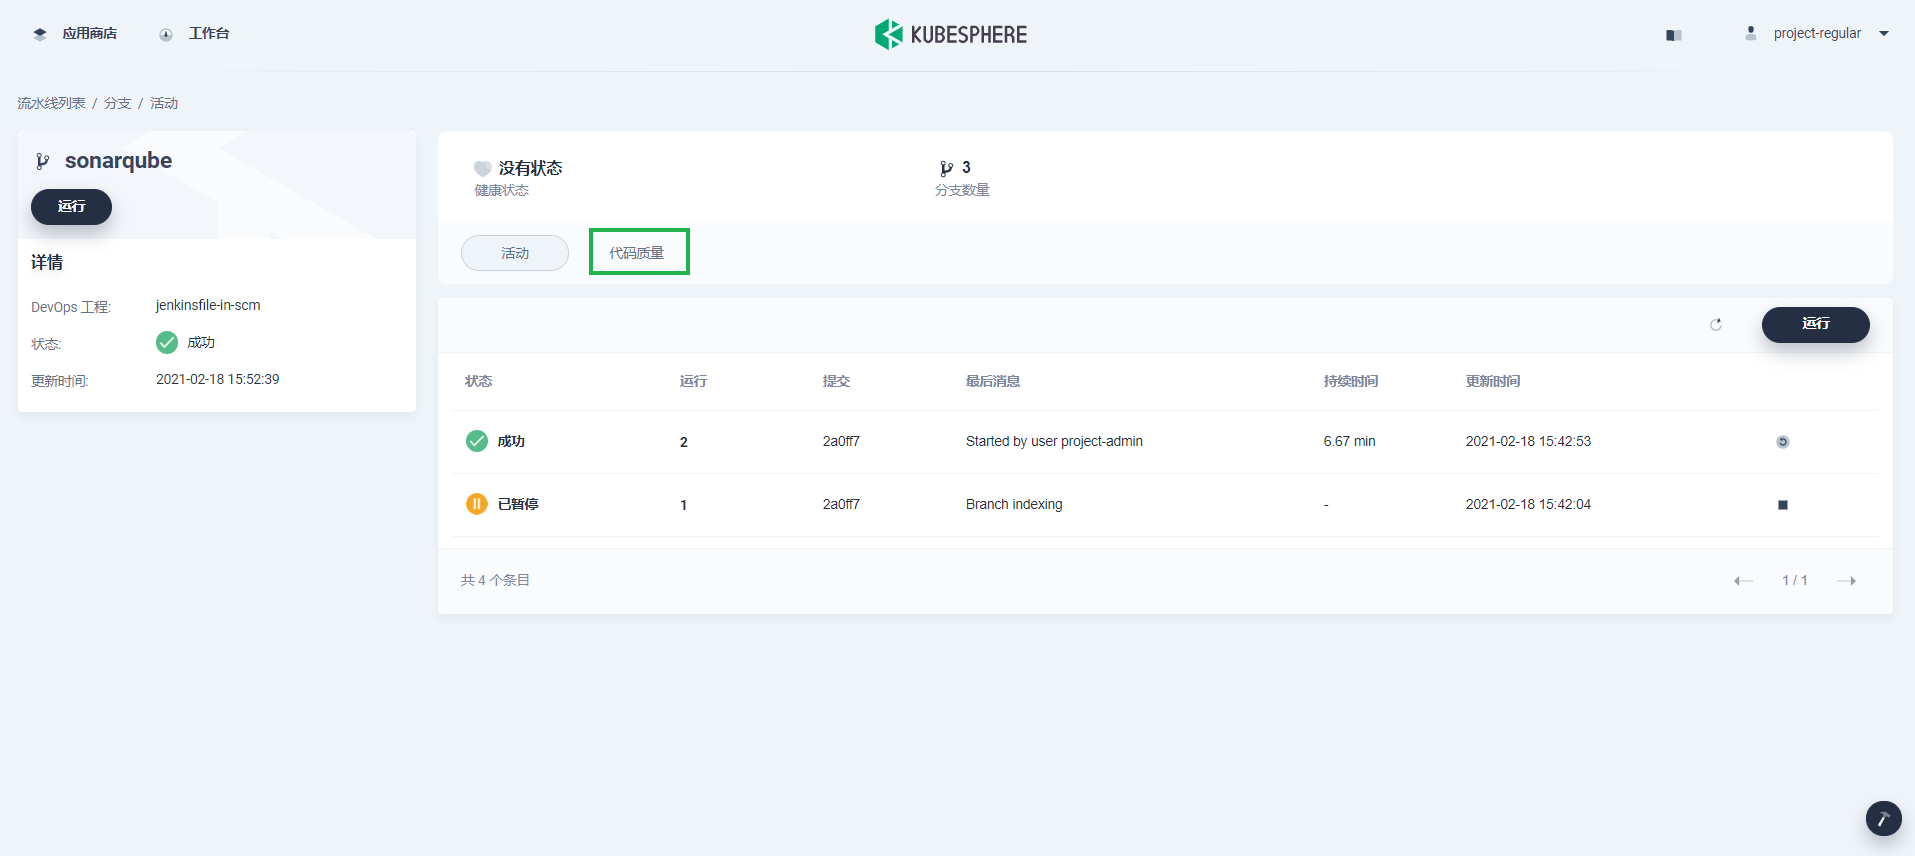 应用商店 工作台 KUBESPHERE project-regular
流水线列表 / 分支 / 活动
sonarqube
运行
详情
DevOps 工程: jenkinsfile-in-scm
状态: 成功
更新时间: 2021-02-18 15:52:39
没有状态
健康状态
3
分支数量
活动 代码质量
运行
状态 运行 提交 最后消息 持续时间 更新时间
成功 2 2a0ff7 Started by user project-admin 6.67 min 2021-02-18 15:42:53
已暂停 1 2a0ff7 Branch indexing - 2021-02-18 15:42:04
共 4 个条目 1 / 1